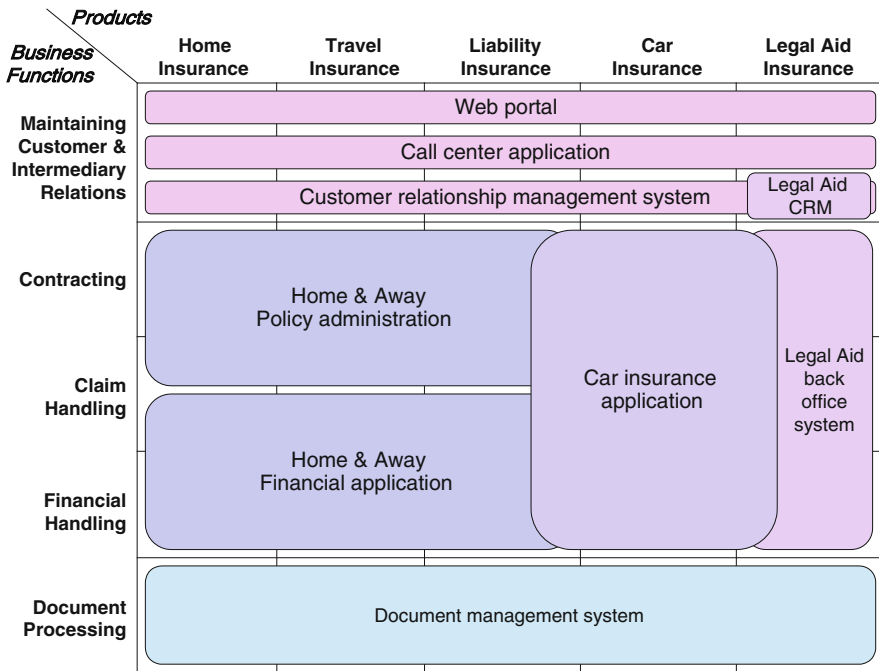 Products
Business
Functions
Home
Insurance
Travel
Insurance
Liability
Insurance
Car
Insurance
Legal Aid
Insurance
Maintaining
Customer &
Intermediary
Relations
Web portal
Call center application
Customer relationship management system
Legal Aid
CRM
Contracting
Home & Away
Policy administration
Claim
Handling
Car insurance
application
Legal Aid
back
office
system
Financial
Handling
Home & Away
Financial application
Document
Processing
Document management system